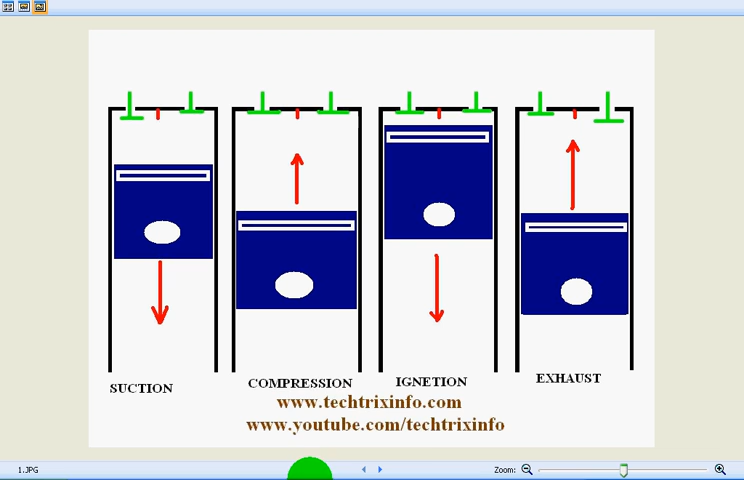 SUCTION
COMPRESSION
IGNETION
EXHAUST
www.techtrixinfo.com
www.youtube.com/techtrixinfo
1.JPG
Zoom: